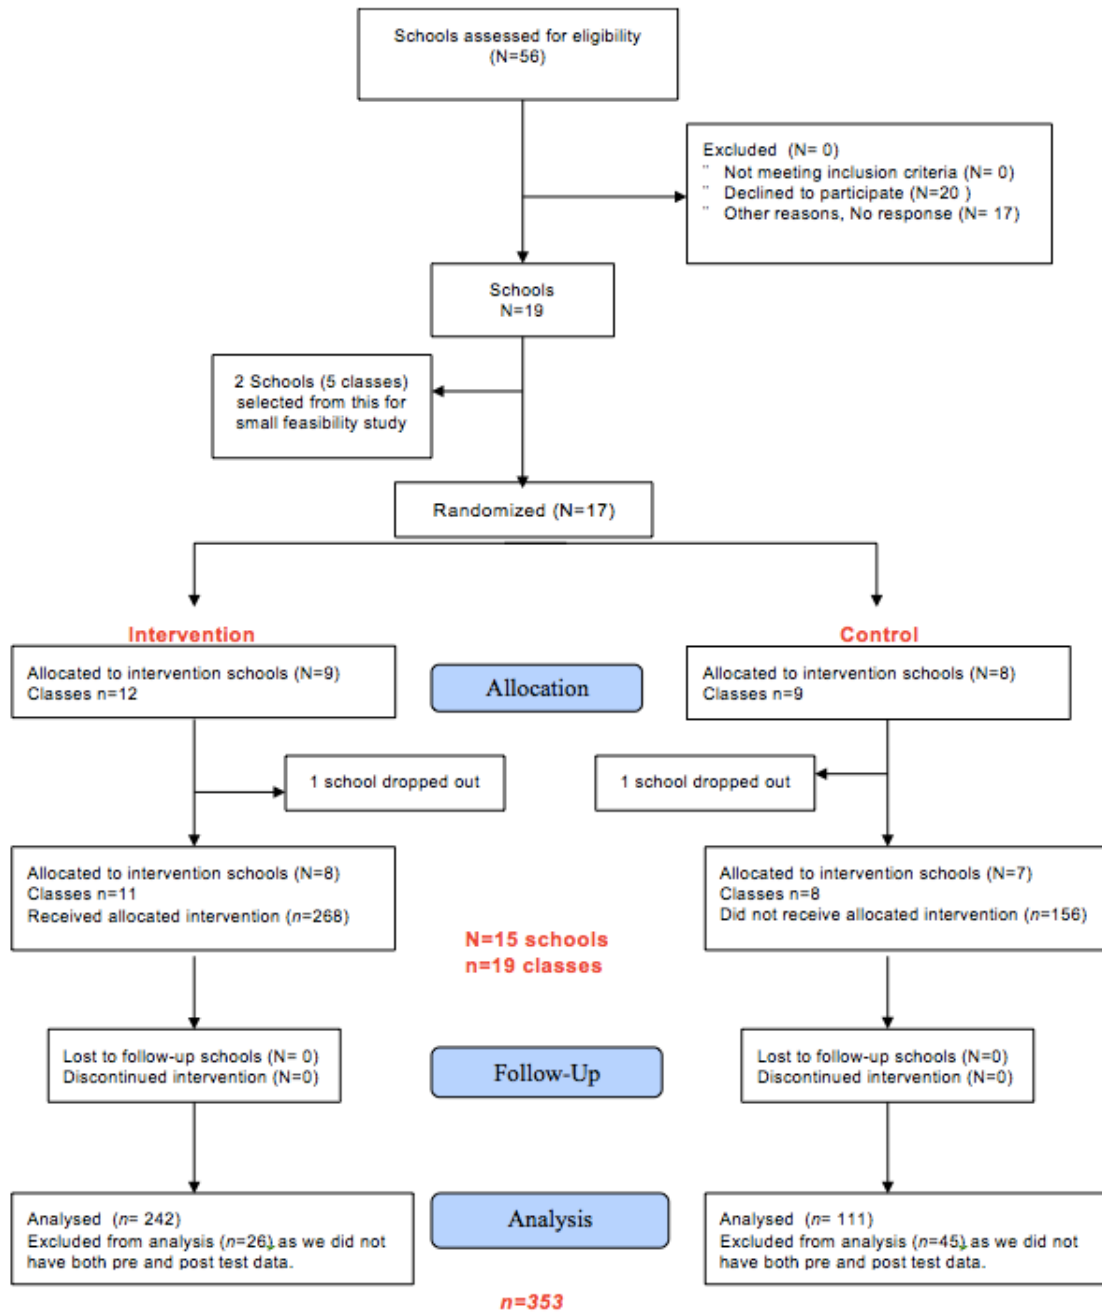 Schools assessed for eligibility
(N=56)
Excluded (N= 0)
¨ Not meeting inclusion criteria (N= 0)
¨ Declined to participate (N=20 )
¨ Other reasons, No response (N= 17)
Schools
N=19
2 Schools (5 classes)
selected from this for
small feasibility study
Randomized (N=17)
Intervention
Control
Allocated to intervention schools (N=9)
Classes n=12
Allocation
Allocated to intervention schools (N=8)
Classes n=9
1 school dropped out
1 school dropped out
Allocated to intervention schools (N=8)
Classes n=11
Received allocated intervention (n=268)
Allocated to intervention schools (N=7)
Classes n=8
Did not receive allocated intervention (n=156)
N=15 schools
n=19 classes
Lost to follow-up schools (N= 0)
Discontinued intervention (N=0)
Follow-Up
Lost to follow-up schools (N=0)
Discontinued intervention (N=0)
Analysed (n= 242)
Excluded from analysis (n=26) as we did not
have both pre and post test data.
Analysis
Analysed (n= 111)
Excluded from analysis (n=45) as we did not
have both pre and post test data.
n=353